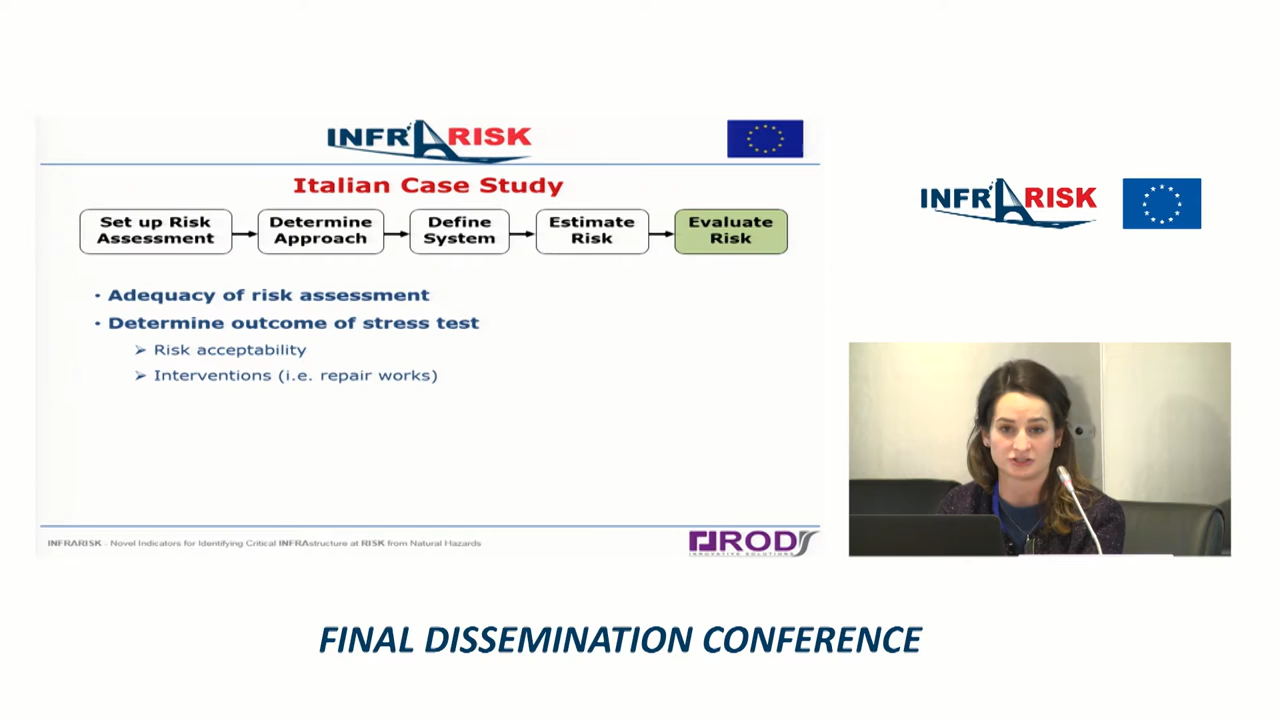 INFRARISK
Italian Case Study
Set up Risk
Assessment
Determine
Approach
Define
System
Estimate
Risk
Evaluate
Risk
• Adequacy of risk assessment
• Determine outcome of stress test
➢ Risk acceptability
➢ Interventions (i.e. repair works)
INFRARISK - Novel Indicators for Identifying Critical INFRAstructure at RISK from Natural Hazards
ROD
INNOVATIVE SOLUTIONS
INFRARISK
FINAL DISSEMINATION CONFERENCE